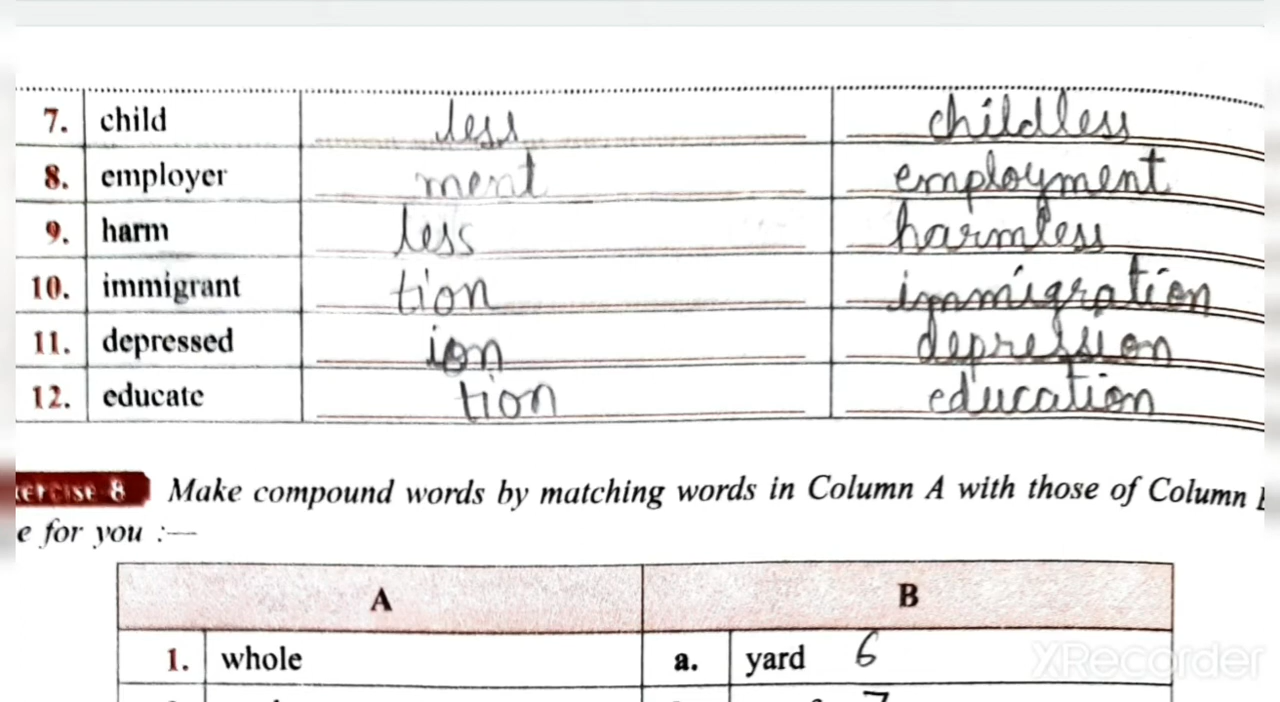 7. child less childless
8. employer ment employment
9. harm less harmless
10. immigrant tion immigration
11. depressed ion depression
12. educate tion education
Exercise 8 Make compound words by matching words in Column A with those of Column
e for you :—
A B
1. whole a. yard 6
7
XRecorder